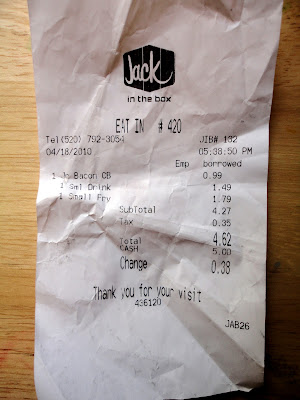 Jack
in the box
EAT IN # 420
Tel(520) 792-3054 JIB# 132
04/18/2010 05:38:50 PM
Emp borrowed
1 Jr Bacon CB 0.99
1 Sml Drink 1.49
1 Small Fry 1.79
SubTotal 4.27
Tax 0.35
Total 4.62
CASH 5.00
Change 0.38
Thank you for your visit
436120
JAB26